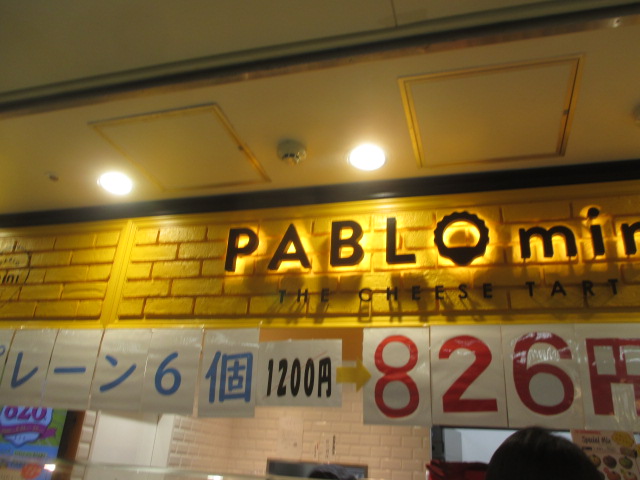 PABLO mini
THE CHEESE TART
プレーン6個 1200円 → 826円